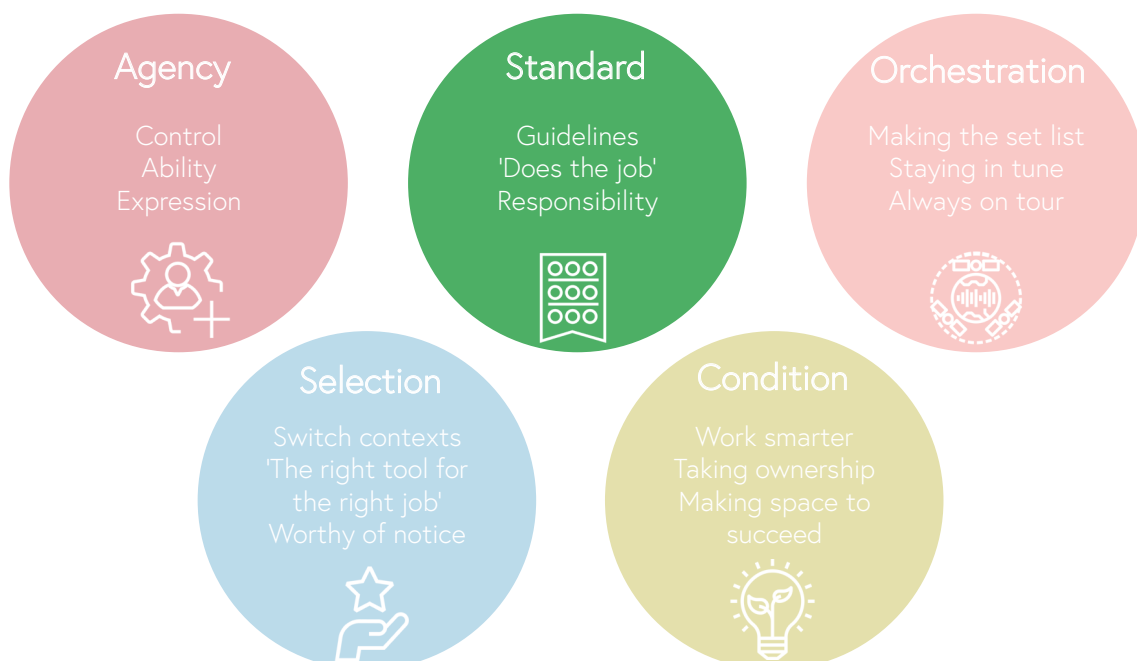 Agency
Control
Ability
Expression
Standard
Guidelines
'Does the job'
Responsibility
Orchestration
Making the set list
Staying in tune
Always on tour
Selection
Switch contexts
'The right tool for
the right job'
Worthy of notice
Condition
Work smarter
Taking ownership
Making space to
succeed